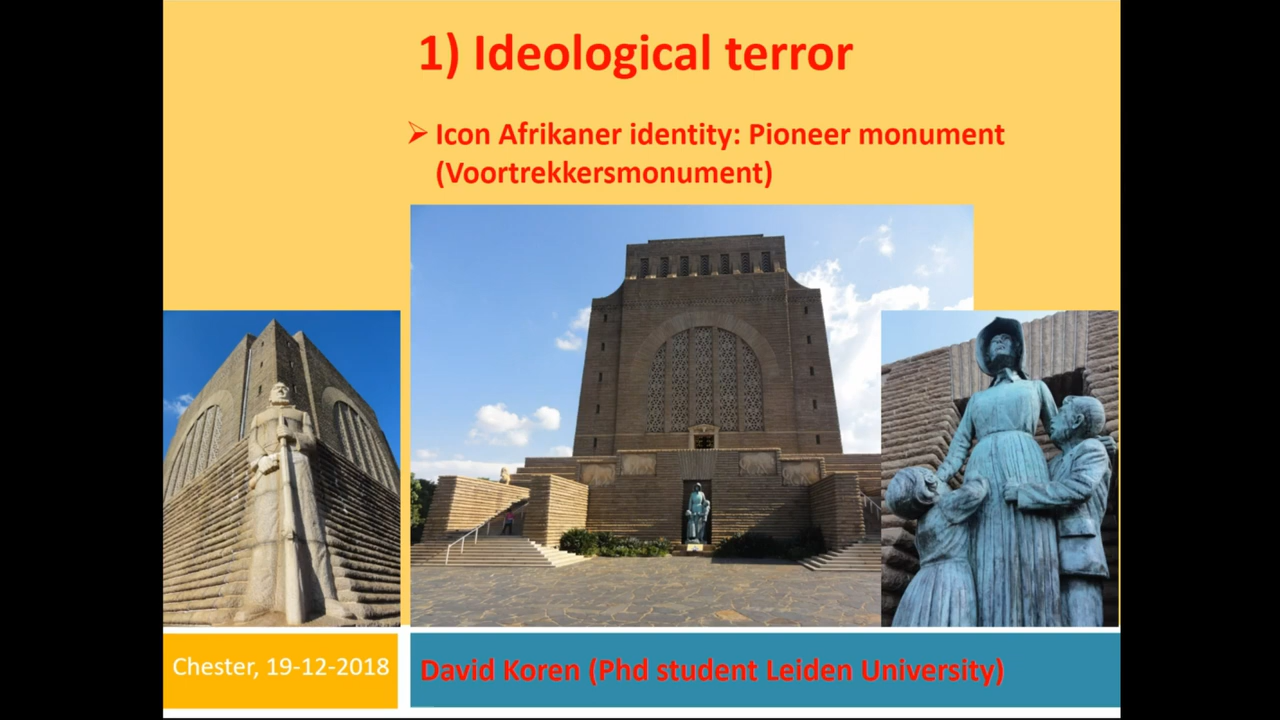 1) Ideological terror
➢ Icon Afrikaner identity: Pioneer monument
(Voortrekkersmonument)
Chester, 19-12-2018
David Koren (Phd student Leiden University)